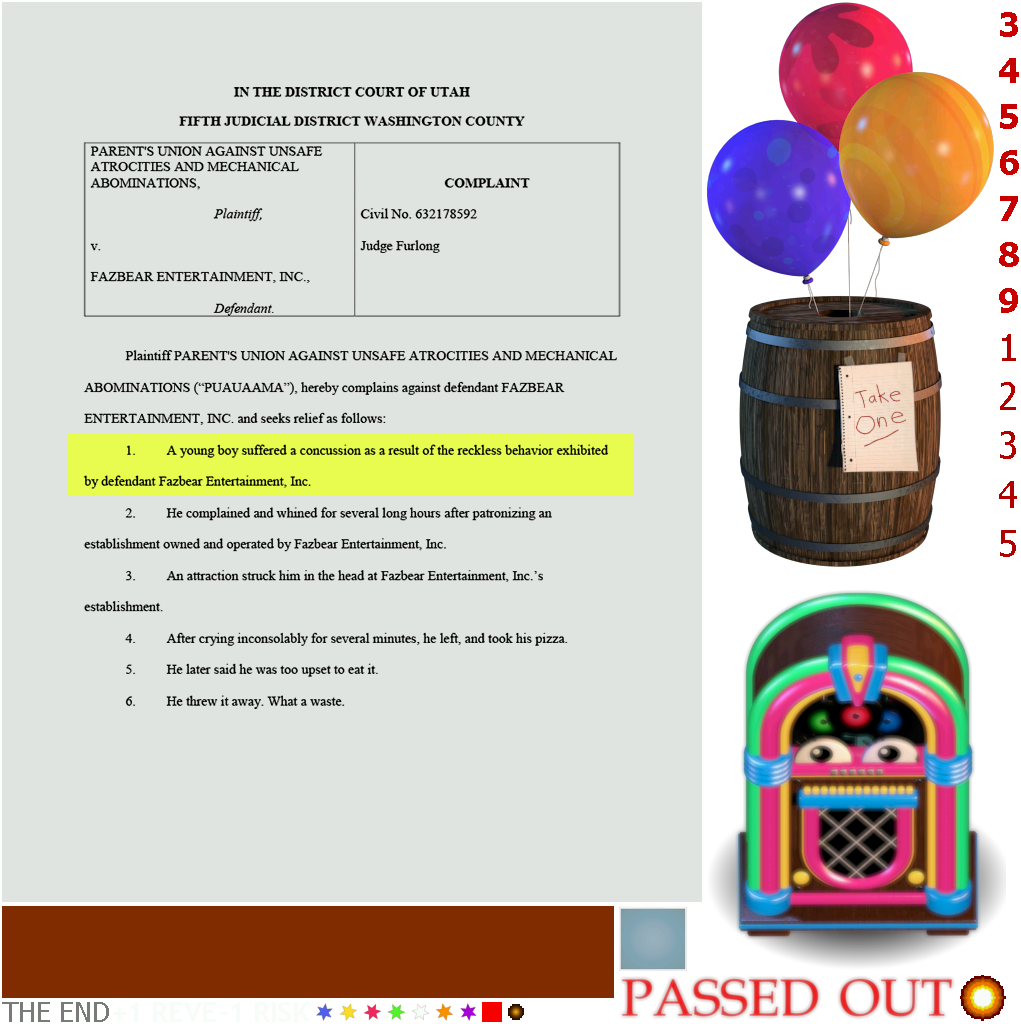 IN THE DISTRICT COURT OF UTAH
FIFTH JUDICIAL DISTRICT WASHINGTON COUNTY
PARENT'S UNION AGAINST UNSAFE
ATROCITIES AND MECHANICAL
ABOMINATIONS,
Plaintiff,
v.
FAZBEAR ENTERTAINMENT, INC.,
Defendant.
COMPLAINT
Civil No. 632178592
Judge Furlong
Plaintiff PARENT'S UNION AGAINST UNSAFE ATROCITIES AND MECHANICAL
ABOMINATIONS (“PUAUAAMA”), hereby complains against defendant FAZBEAR
ENTERTAINMENT, INC. and seeks relief as follows:
1. A young boy suffered a concussion as a result of the reckless behavior exhibited
by defendant Fazbear Entertainment, Inc.
2. He complained and whined for several long hours after patronizing an
establishment owned and operated by Fazbear Entertainment, Inc.
3. An attraction struck him in the head at Fazbear Entertainment, Inc.’s
establishment.
4. After crying inconsolably for several minutes, he left, and took his pizza.
5. He later said he was too upset to eat it.
6. He threw it away. What a waste.
Take
One
3
4
5
6
7
8
9
1
2
3
4
5
PASSED OUT
THE END
+1 REVE-1 RISK